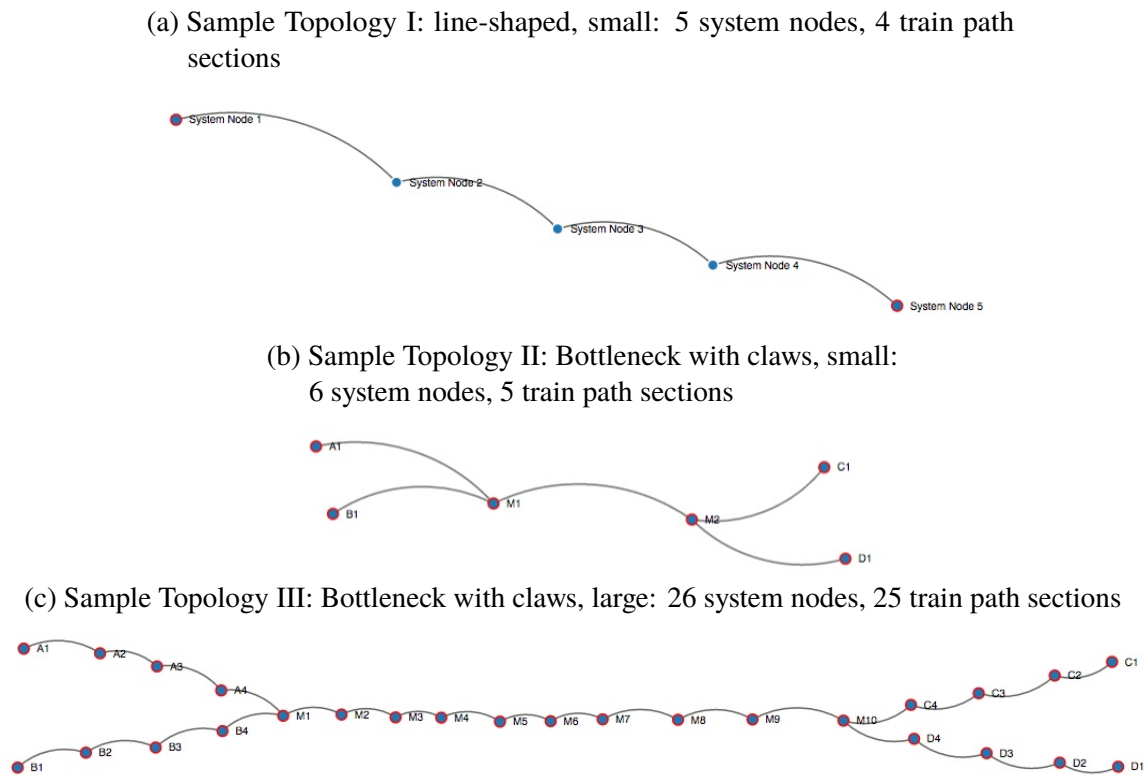 (a) Sample Topology I: line-shaped, small: 5 system nodes, 4 train path
sections
System Node 1
System Node 2
System Node 3
System Node 4
System Node 5
(b) Sample Topology II: Bottleneck with claws, small:
6 system nodes, 5 train path sections
A1
C1
M1
B1
M2
D1
(c) Sample Topology III: Bottleneck with claws, large: 26 system nodes, 25 train path sections
A1
A2
A3
A4
B1
B2
B3
B4
M1
M2
M3
M4
M5
M6
M7
M8
M9
M10
C4
C3
C2
C1
D4
D3
D2
D1